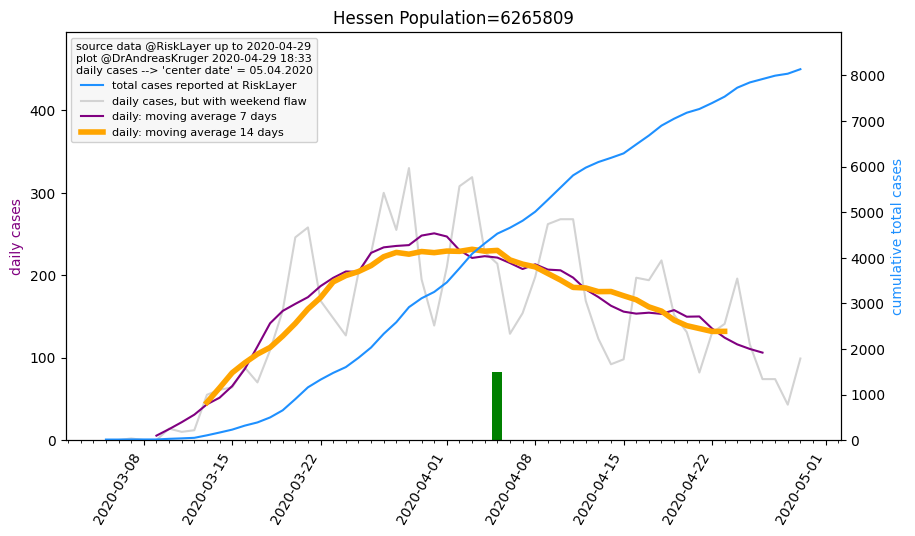 Hessen Population=6265809
source data @RiskLayer up to 2020-04-29
plot @DrAndreasKruger 2020-04-29 18:33
daily cases --> 'center date' = 05.04.2020
total cases reported at RiskLayer
daily cases, but with weekend flaw
daily: moving average 7 days
daily: moving average 14 days
daily cases
400
300
200
100
0
8000
7000
6000
5000
4000
3000
2000
1000
0
cumulative total cases
2020-03-08
2020-03-15
2020-03-22
2020-04-01
2020-04-08
2020-04-15
2020-04-22
2020-05-01